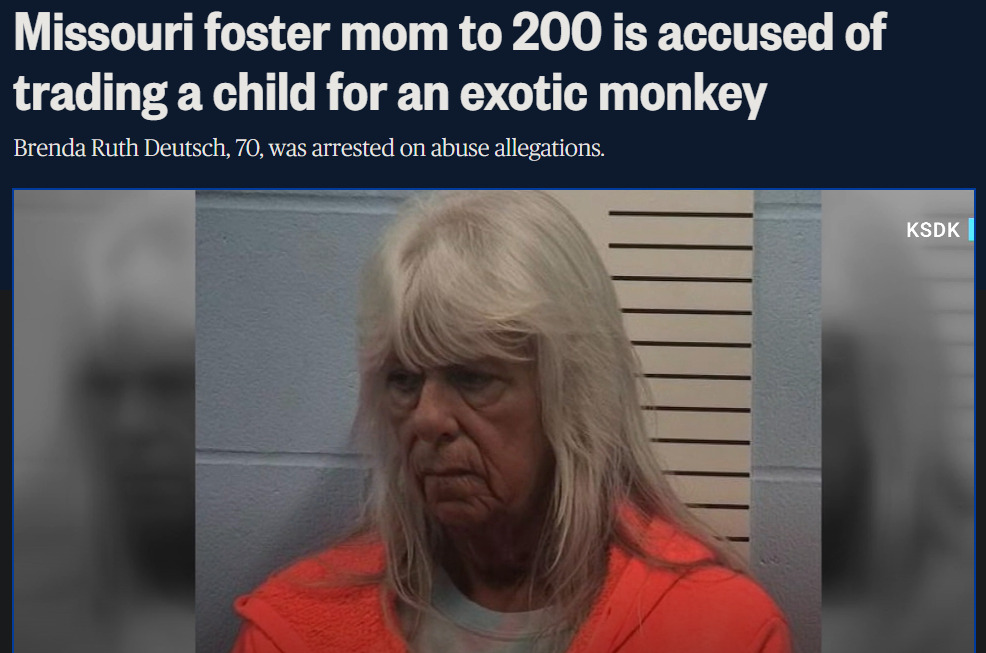 Missouri foster mom to 200 is accused of
trading a child for an exotic monkey
Brenda Ruth Deutsch, 70, was arrested on abuse allegations.
KSDK